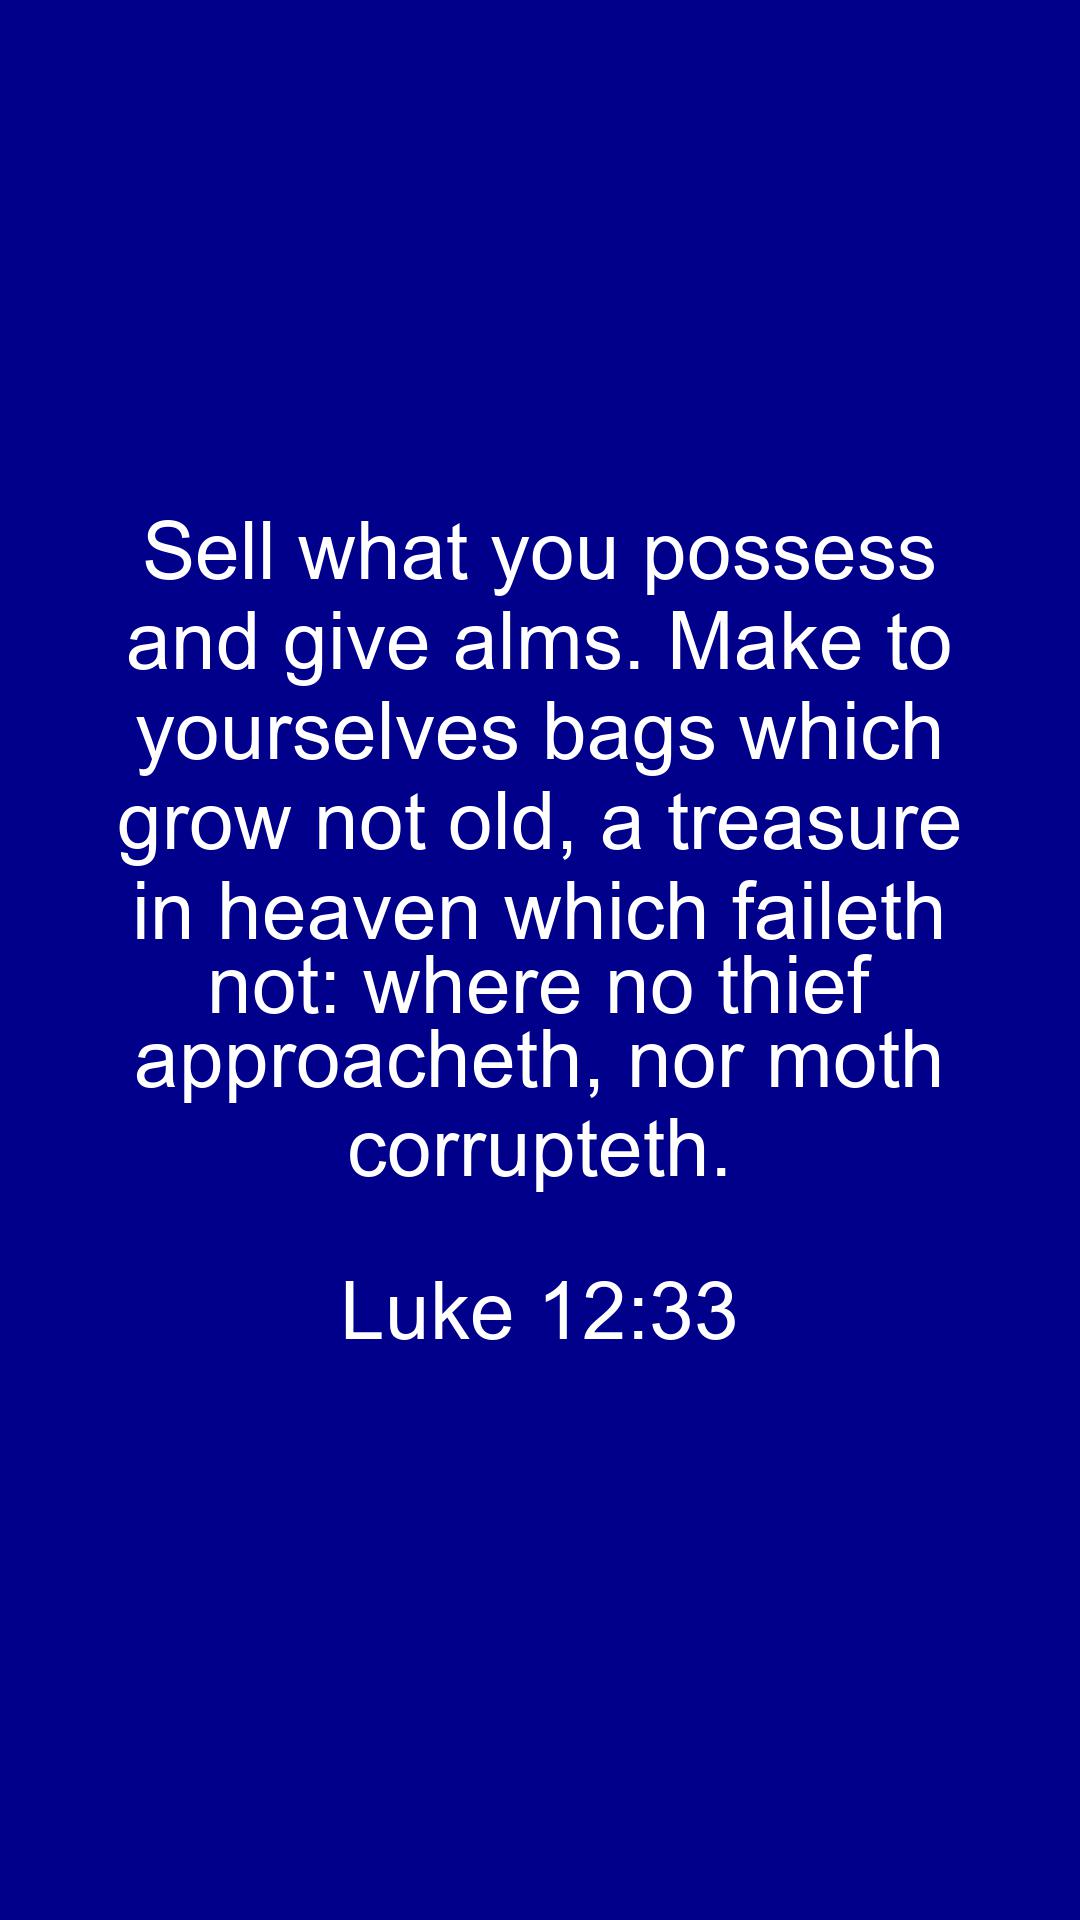 Sell what you possess
and give alms. Make to
yourselves bags which
grow not old, a treasure
in heaven which faileth
not: where no thief
approacheth, nor moth
corrupteth.
Luke 12:33